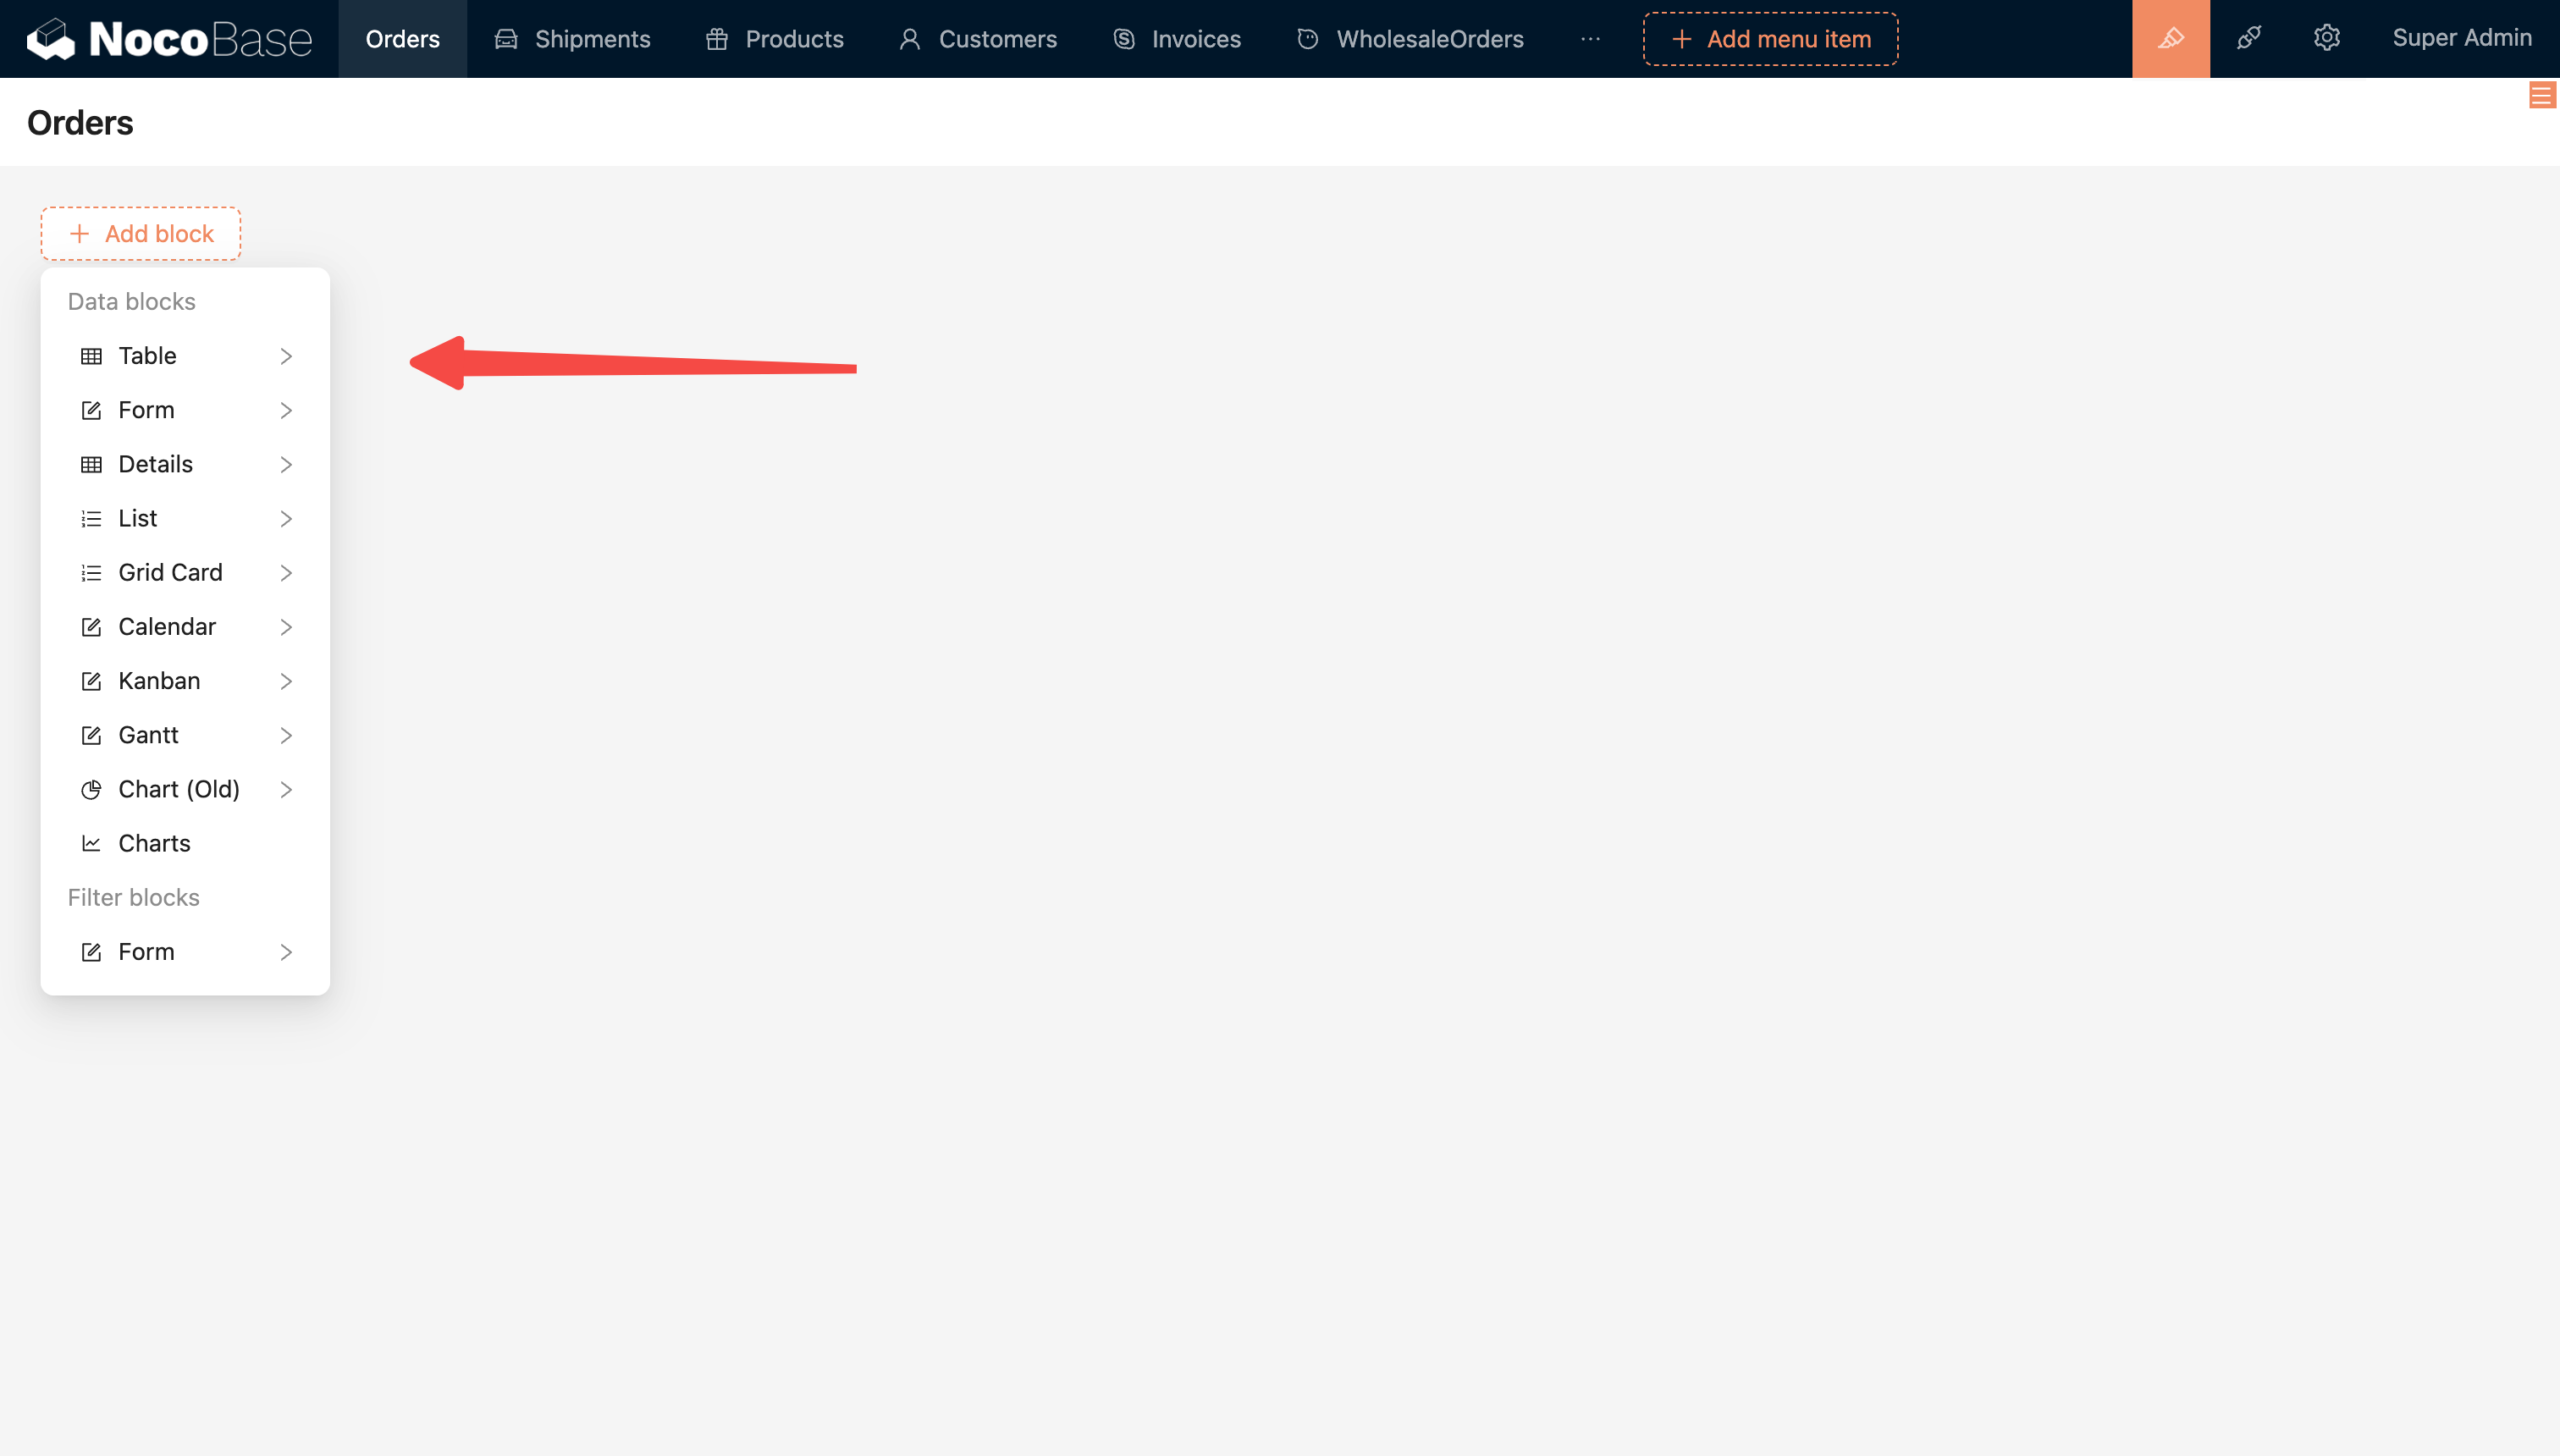 NocoBase Orders Shipments Products Customers Invoices WholesaleOrders ··· + Add menu item Super Admin
Orders
+ Add block
Data blocks
Table
Form
Details
List
Grid Card
Calendar
Kanban
Gantt
Chart (Old)
Charts
Filter blocks
Form